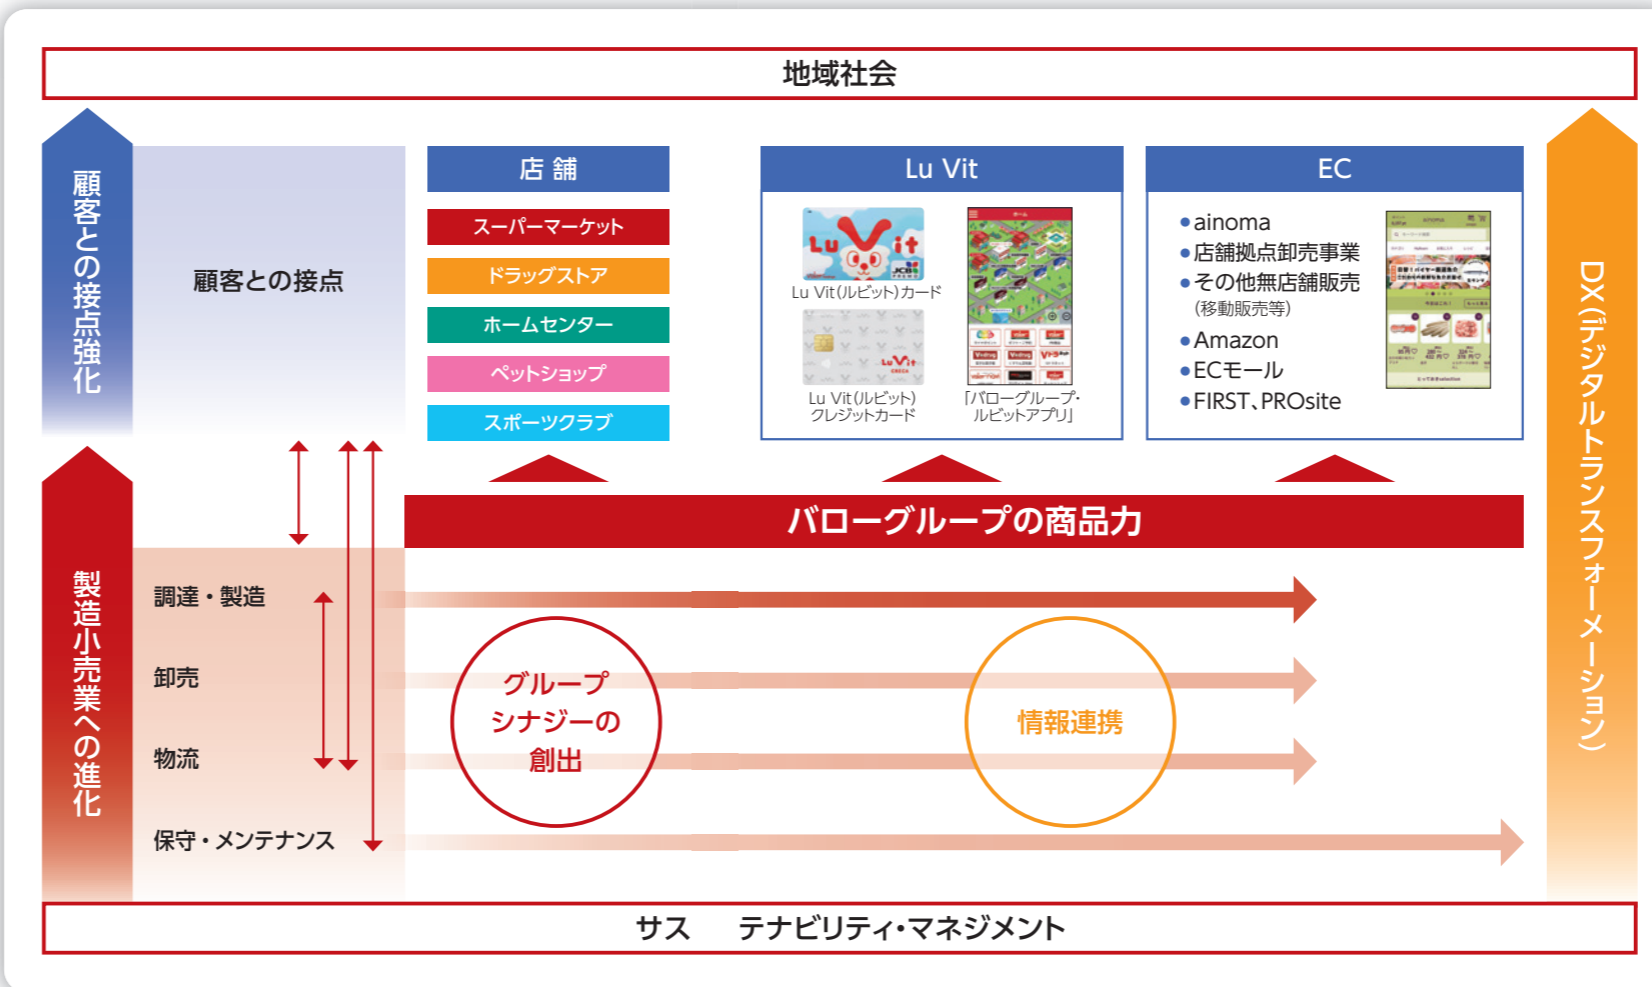 地域社会
顧客との接点強化
顧客との接点
店舗
スーパーマーケット
ドラッグストア
ホームセンター
ペットショップ
スポーツクラブ
Lu Vit
Lu Vit
JCB
Lu Vit(ルビット)カード
Lu Vit
Lu Vit(ルビット)
クレジットカード
ホーム
「バローグループ・
ルビットアプリ」
EC
●ainoma
●店舗拠点卸売事業
●その他無店舗販売
(移動販売等)
●Amazon
●ECモール
●FIRST、PROsite
ainoma
DX(デジタルトランスフォーメーション)
バローグループの商品力
製造小売業への進化
調達・製造
卸売
物流
保守・メンテナンス
グループ
シナジーの
創出
情報連携
サス テナビリティ・マネジメント